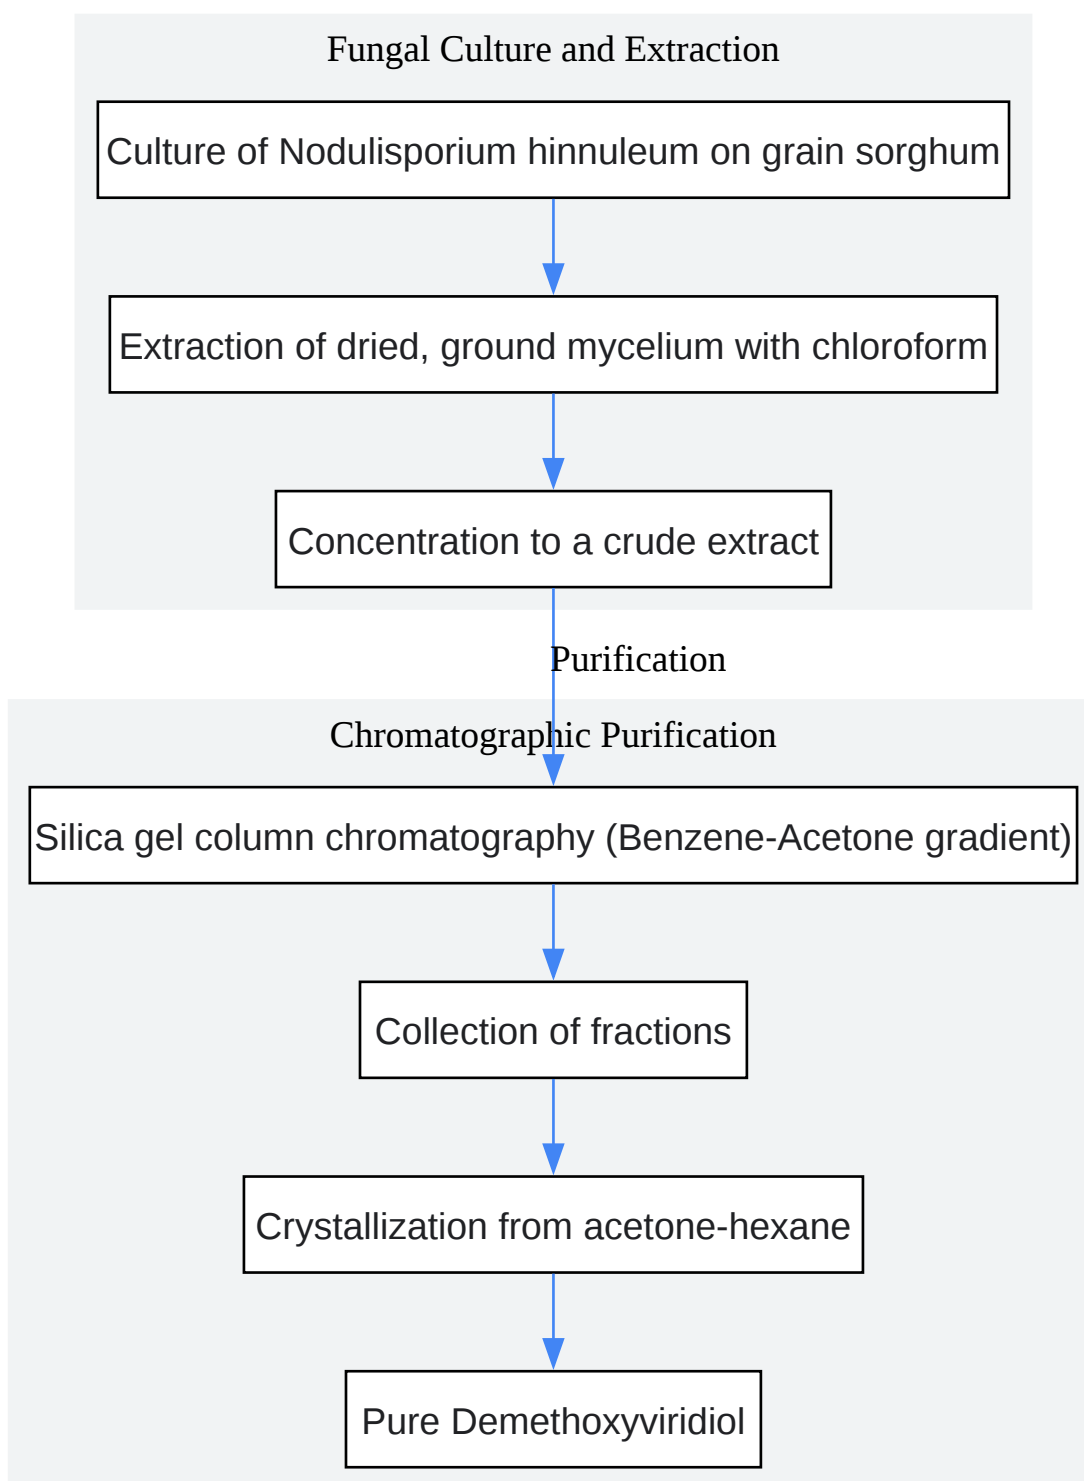 Fungal Culture and Extraction
Culture of Nodulisporium hinnuleum on grain sorghum
Extraction of dried, ground mycelium with chloroform
Concentration to a crude extract
Purification
Chromatographic Purification
Silica gel column chromatography (Benzene-Acetone gradient)
Collection of fractions
Crystallization from acetone-hexane
Pure Demethoxyviridiol